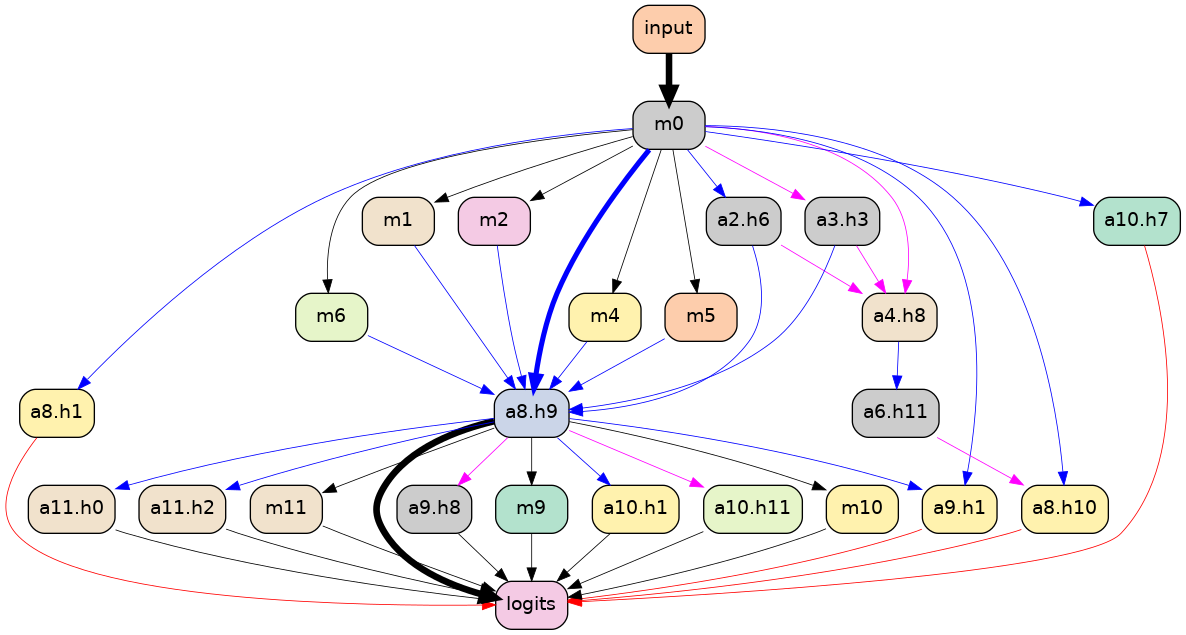 input
m0
m1
m2
a2.h6
a3.h3
a10.h7
m6
m4
m5
a4.h8
a8.h1
a8.h9
a6.h11
a11.h0
a11.h2
m11
a9.h8
m9
a10.h1
a10.h11
m10
a9.h1
a8.h10
logits